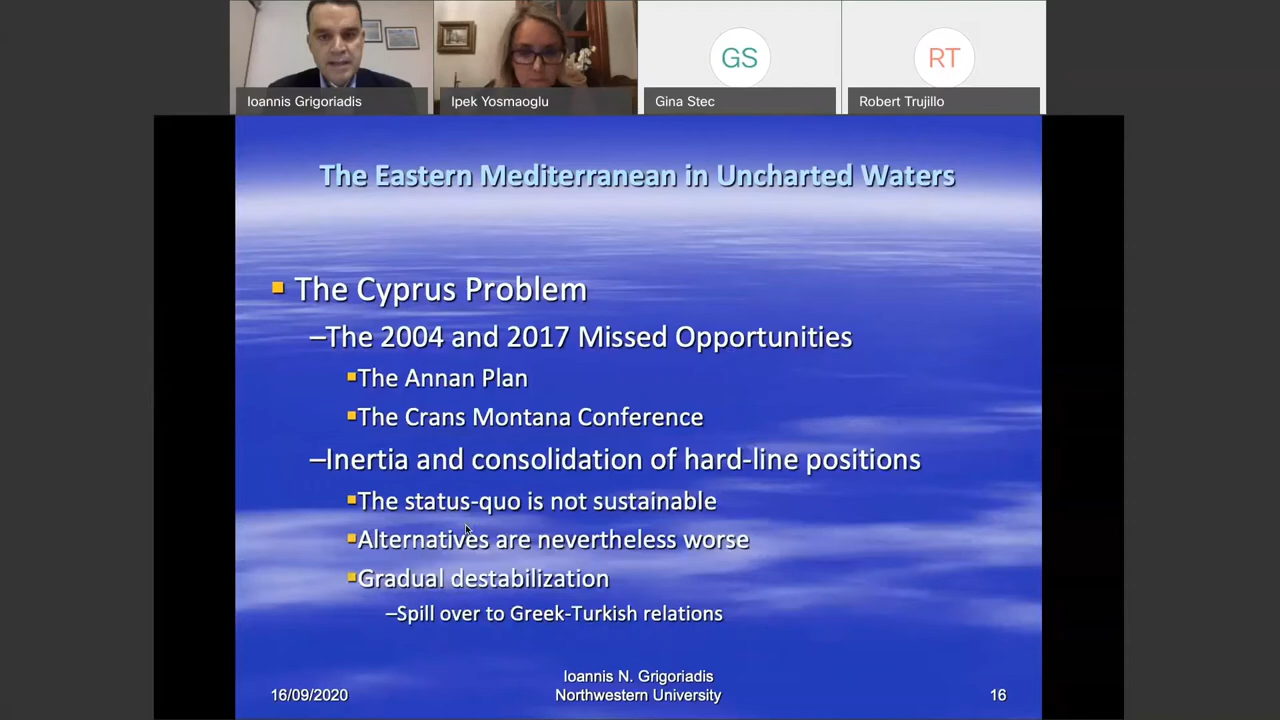 Ioannis Grigoriadis
Ipek Yosmaoglu
GS
Gina Stec
RT
Robert Trujillo
The Eastern Mediterranean in Uncharted Waters
The Cyprus Problem
–The 2004 and 2017 Missed Opportunities
The Annan Plan
The Crans Montana Conference
–Inertia and consolidation of hard-line positions
The status-quo is not sustainable
Alternatives are nevertheless worse
Gradual destabilization
–Spill over to Greek-Turkish relations
16/09/2020
Ioannis N. Grigoriadis
Northwestern University
16